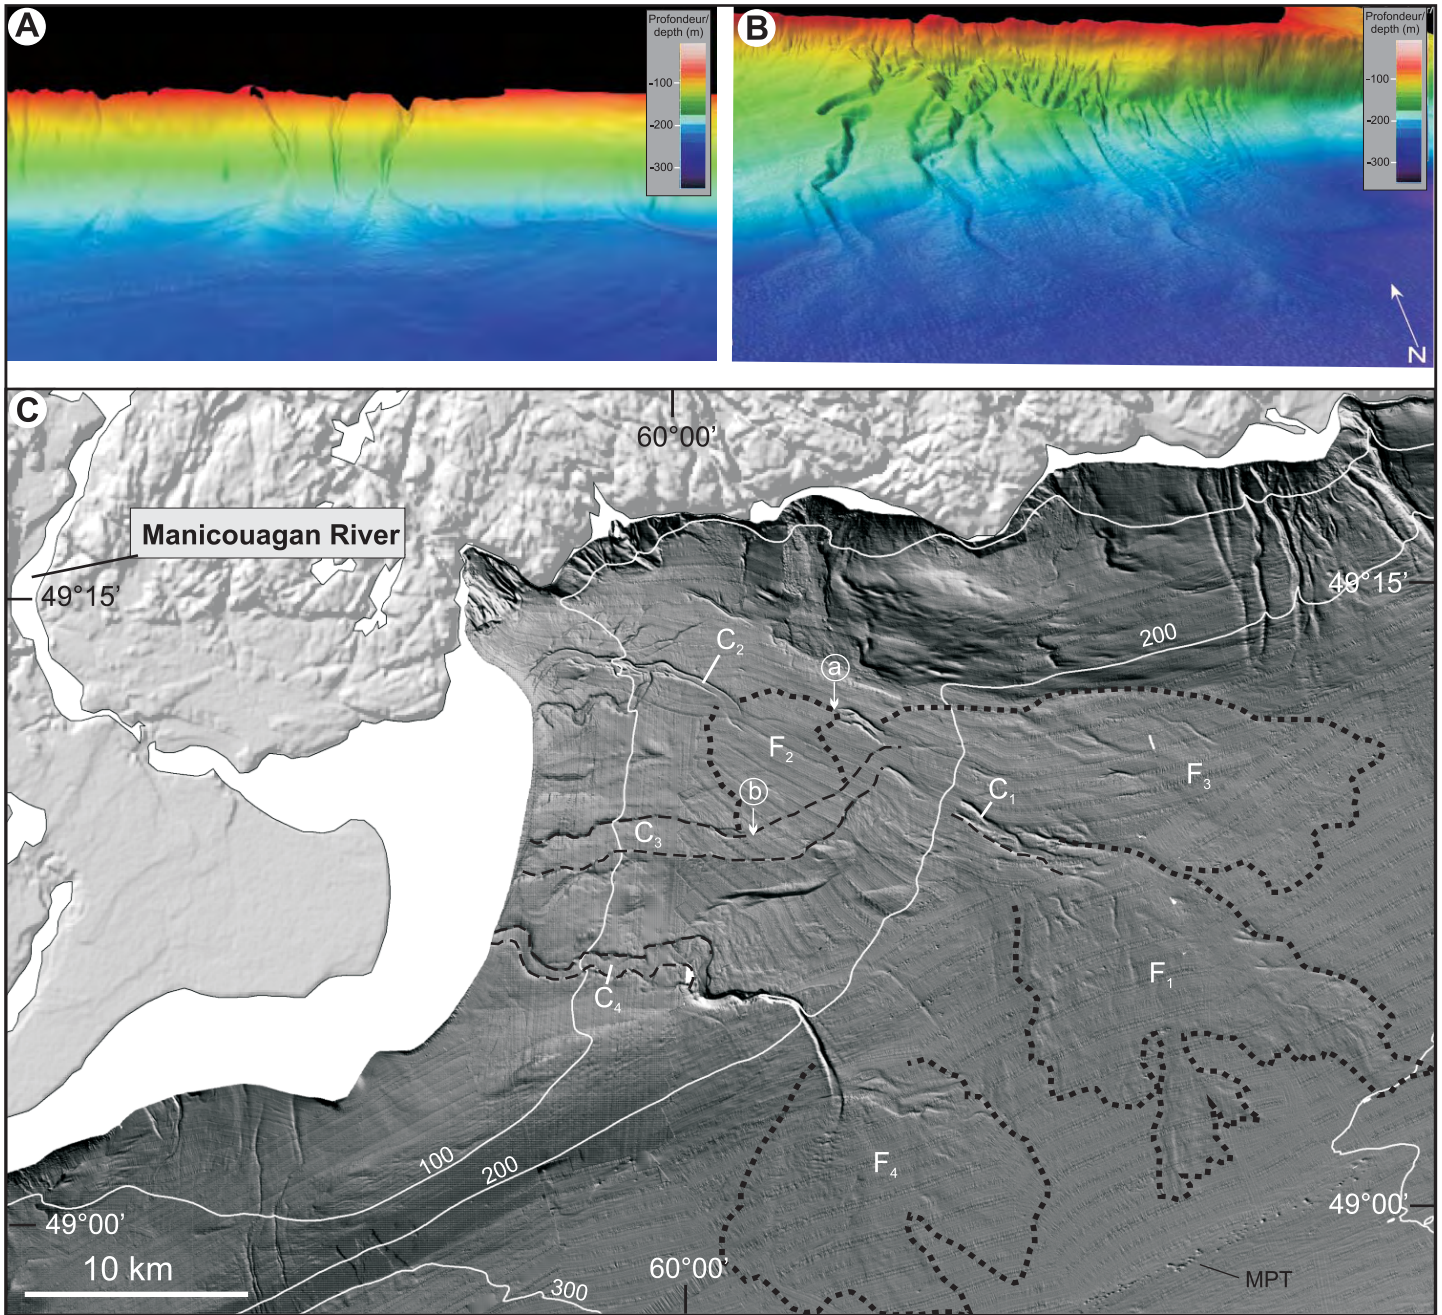 A
Profondeur/
depth (m)
-100
-200
-300
B
Profondeur/
depth (m)
-100
-200
-300
N
C
60°00’
Manicouagan River
49°15’
49°15’
200
C2
a
F2
F3
b
C1
C3
F1
C4
F4
100
200
49°00’
49°00’
10 km
60°00’
300
MPT